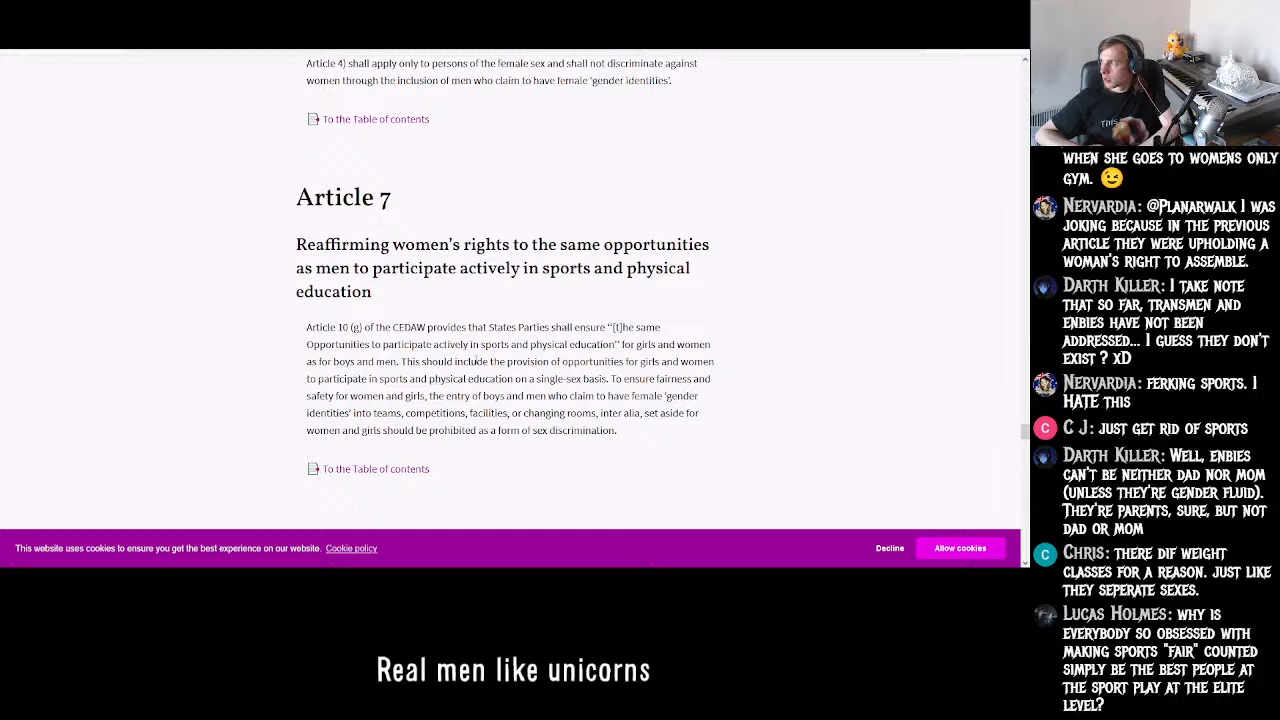 Article 4) shall apply only to persons of the female sex and shall not discriminate against
women through the inclusion of men who claim to have female 'gender identities'.
To the Table of contents
Article 7
Reaffirming women's rights to the same opportunities
as men to participate actively in sports and physical
education
Article 10 (g) of the CEDAW provides that States Parties shall ensure "[t]he same
Opportunities to participate actively in sports and physical education" for girls and women
as for boys and men. This should include the provision of opportunities for girls and women
to participate in sports and physical education on a single-sex basis. To ensure fairness and
safety for women and girls, the entry of boys and men who claim to have female 'gender
identities' into teams, competitions, facilities, or changing rooms, inter alia, set aside for
women and girls should be prohibited as a form of sex discrimination.
To the Table of contents
This website uses cookies to ensure you get the best experience on our website. Cookie policy
Decline
Allow cookies
Real men like unicorns
THIS
WHEN SHE GOES TO WOMENS ONLY
GYM. 😉
NERVARDIA: @PLANARWALK I WAS
JOKING BECAUSE IN THE PREVIOUS
ARTICLE THEY WERE UPHOLDING A
WOMAN'S RIGHT TO ASSEMBLE.
DARTH KILLER: I TAKE NOTE
THAT SO FAR, TRANSMEN AND
ENBIES HAVE NOT BEEN
ADDRESSED... I GUESS THEY DON'T
EXIST ? XD
NERVARDIA: FERKING SPORTS. I
HATE THIS
C
C J: JUST GET RID OF SPORTS
DARTH KILLER: WELL, ENBIES
CAN'T BE NEITHER DAD NOR MOM
(UNLESS THEY'RE GENDER FLUID).
THEY'RE PARENTS, SURE, BUT NOT
DAD OR MOM
C
CHRIS: THERE DIF WEIGHT
CLASSES FOR A REASON. JUST LIKE
THEY SEPERATE SEXES.
LUCAS HOLMES: WHY IS
EVERYBODY SO OBSESSED WITH
MAKING SPORTS "FAIR" COUNTED
SIMPLY BE THE BEST PEOPLE AT
THE SPORT PLAY AT THE ELITE
LEVEL?